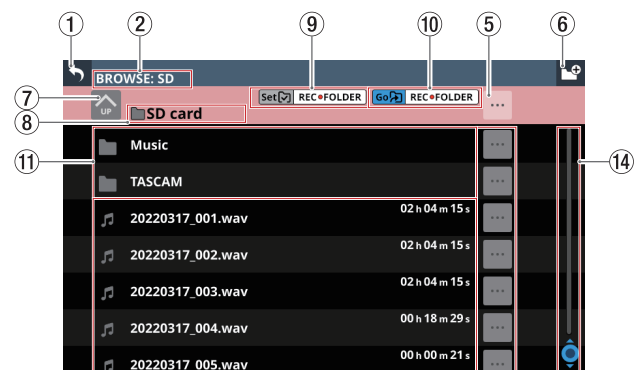 1 2 9 10 5 6
BROWSE: SD
7 UP Set REC●FOLDER Go REC●FOLDER ...
8 SD card
11 Music ... 14
TASCAM ...
20220317_001.wav 02 h 04 m 15 s ...
20220317_002.wav 02 h 04 m 15 s ...
20220317_003.wav 02 h 04 m 15 s ...
20220317_004.wav 00 h 18 m 29 s ...
20220317_005.wav 00 h 00 m 21 s ...